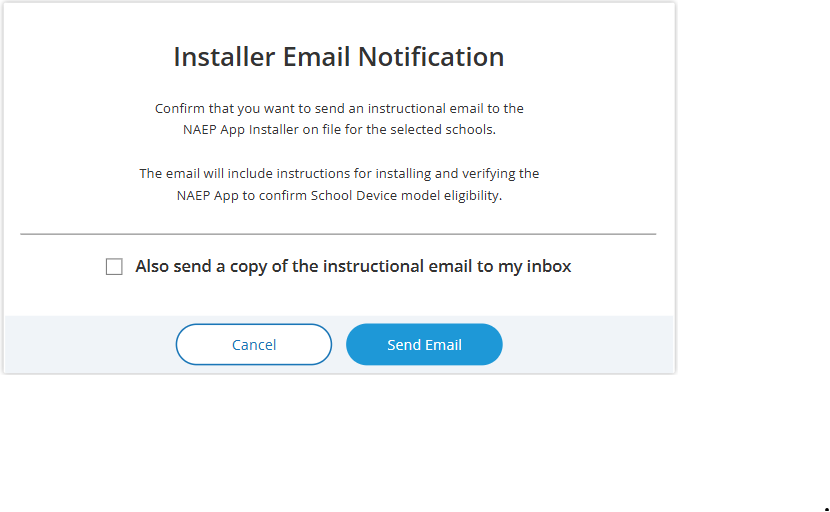 Installer Email Notification
Confirm that you want to send an instructional email to the
NAEP App Installer on file for the selected schools.
The email will include instructions for installing and verifying the
NAEP App to confirm School Device model eligibility.
Also send a copy of the instructional email to my inbox
Cancel
Send Email
.